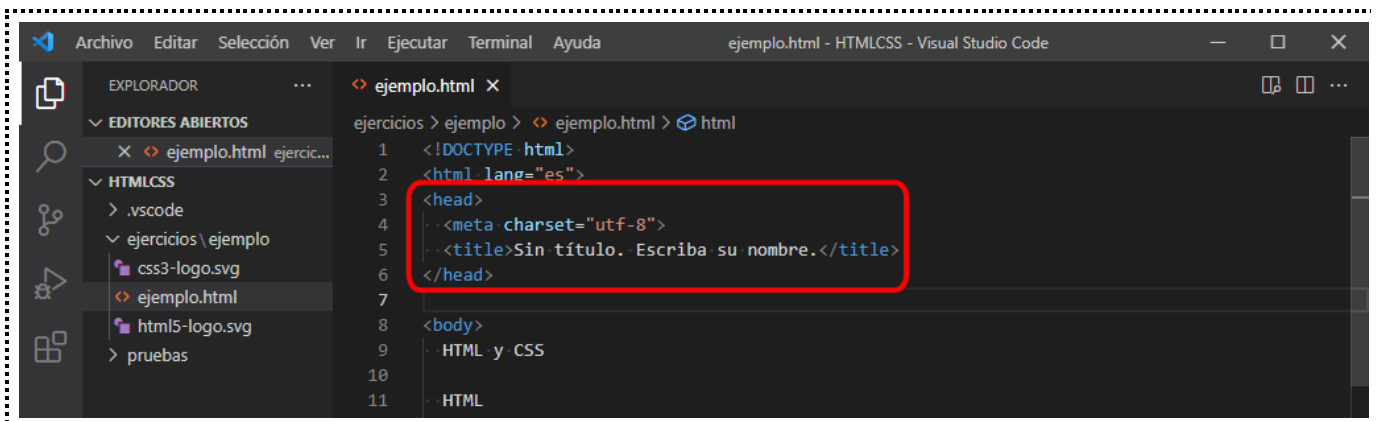 Archivo Editar Selección Ver Ir Ejecutar Terminal Ayuda ejemplo.html - HTMLCSS - Visual Studio Code
EXPLORADOR ··· ejemplo.html
EDITORES ABIERTOS
ejemplo.html ejercic...
HTMLCSS
.vscode
ejercicios\ejemplo
css3-logo.svg
ejemplo.html
html5-logo.svg
pruebas
ejercicios > ejemplo > ejemplo.html > html
1 <!DOCTYPE html>
2 <html lang="es">
3 <head>
4 <meta charset="utf-8">
5 <title>Sin título. Escriba su nombre.</title>
6 </head>
7
8 <body>
9 HTML y CSS
10
11 HTML